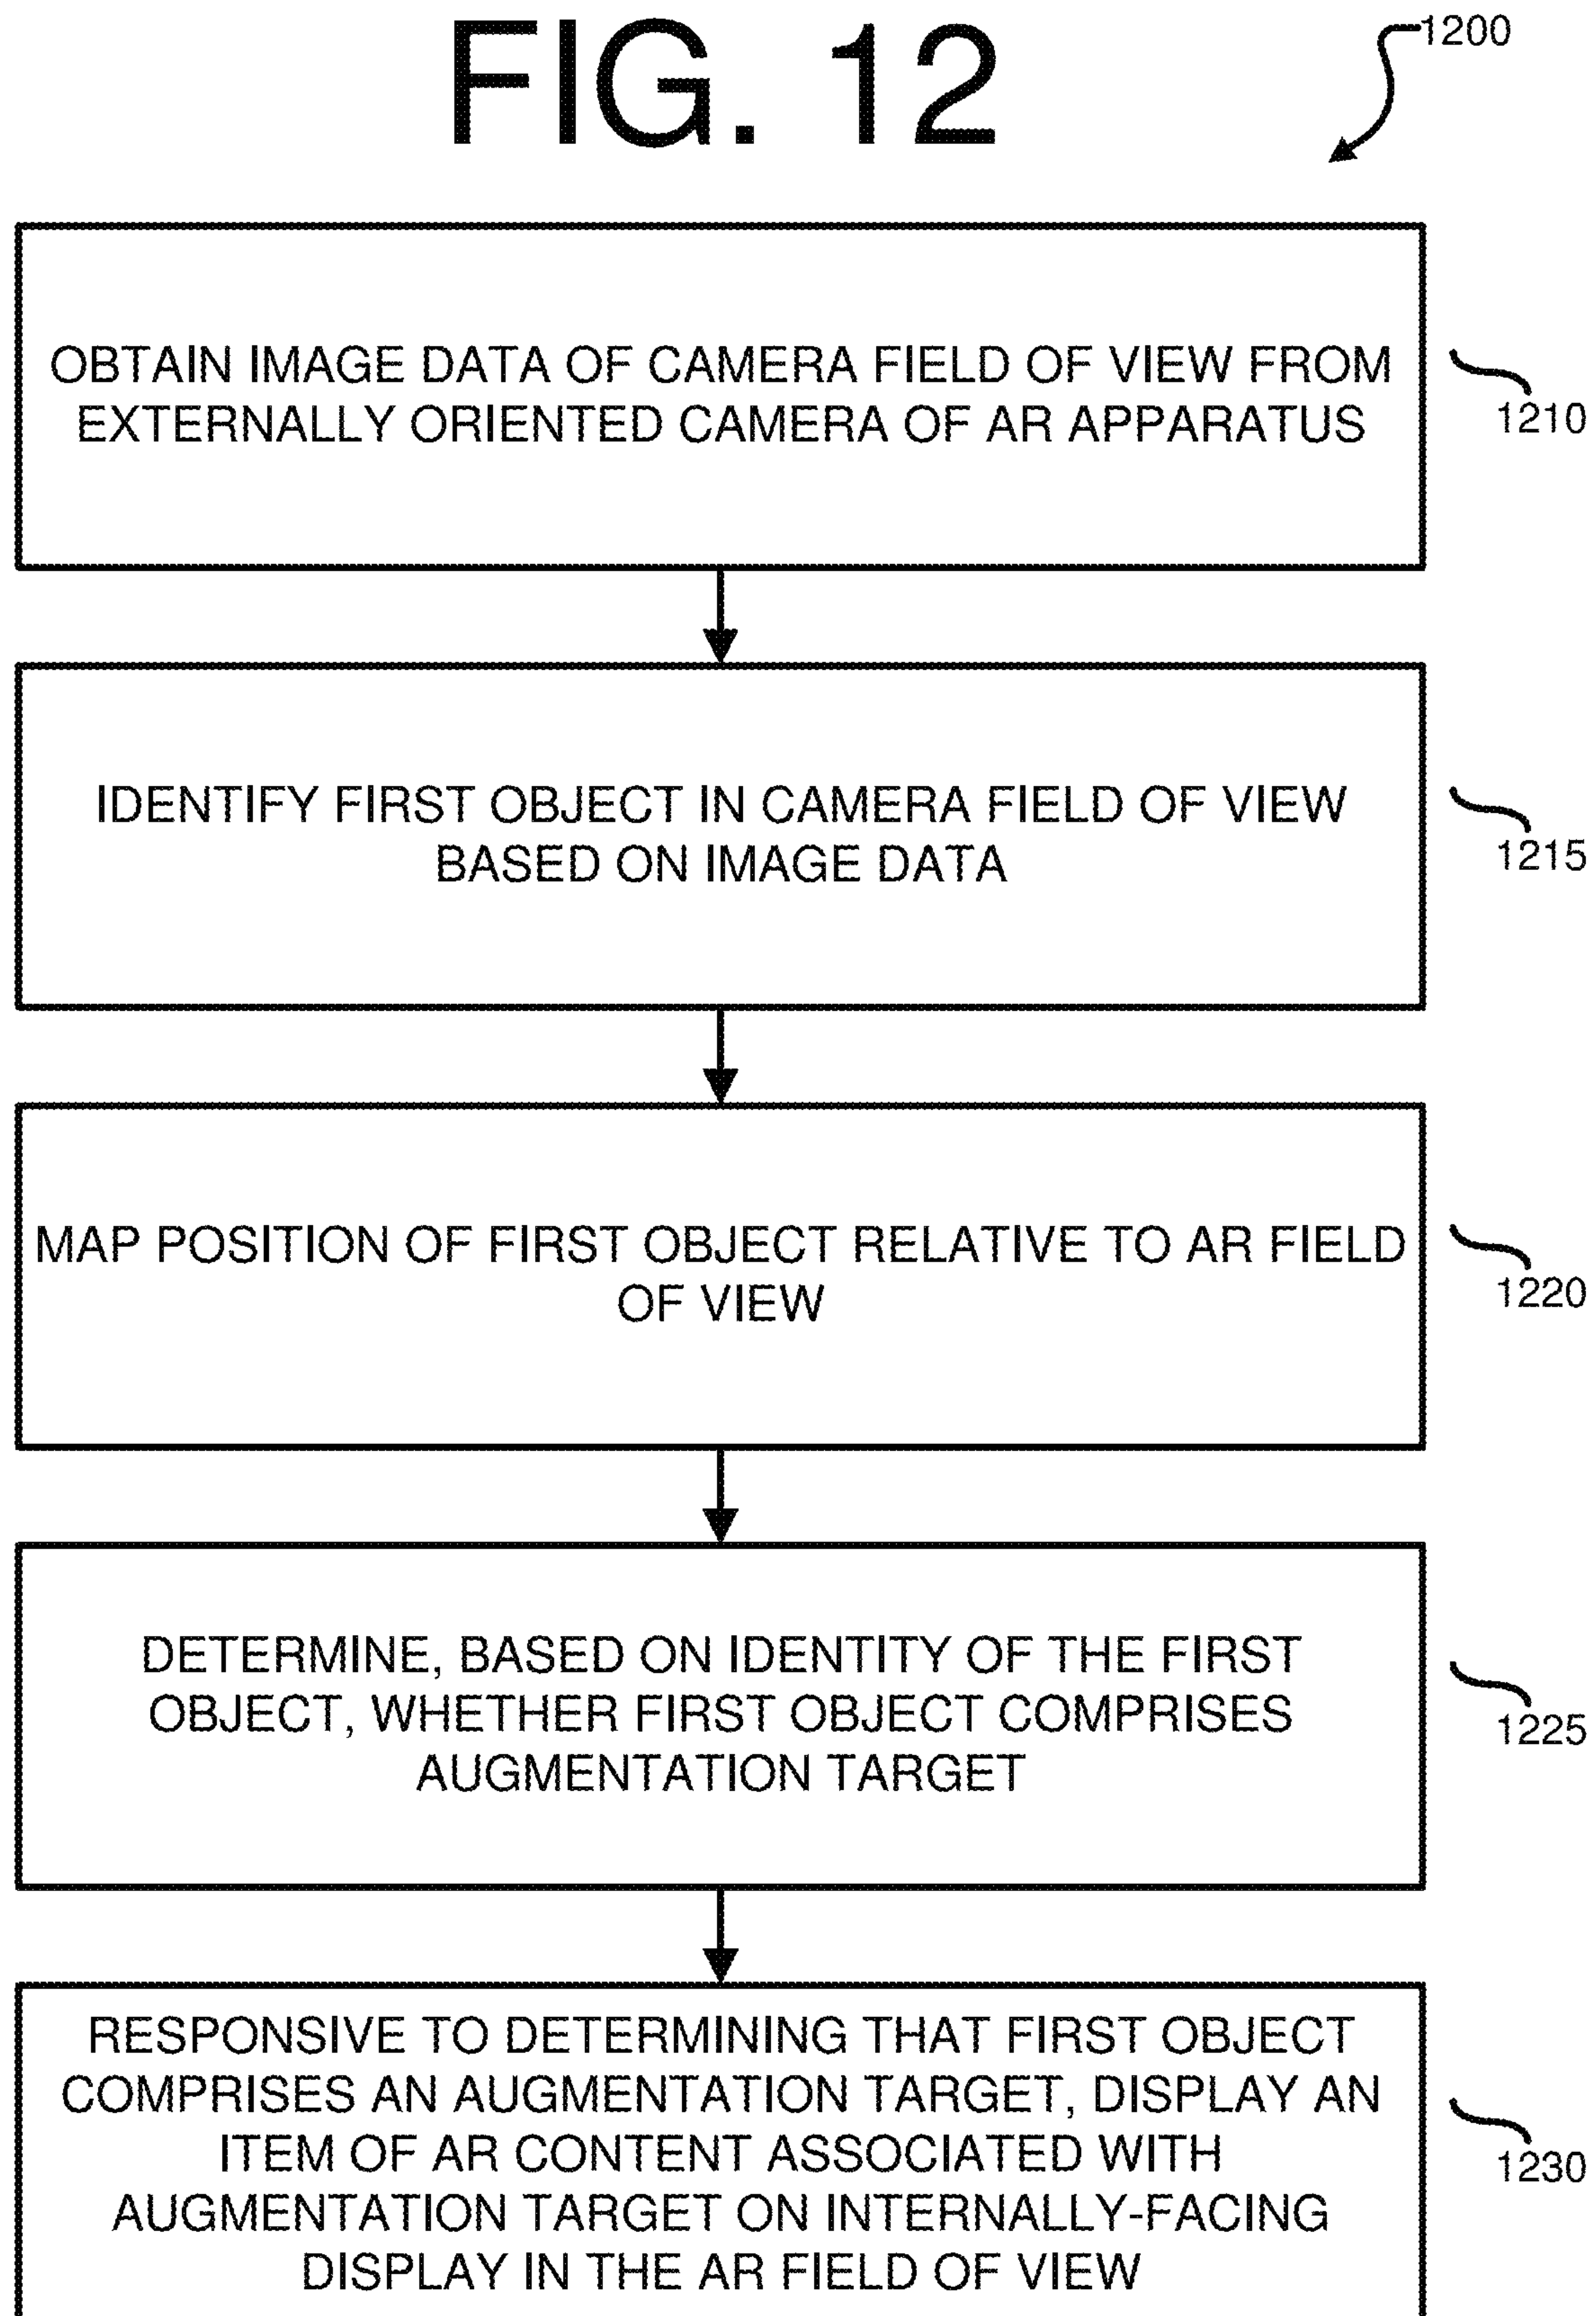 FIG. 12
1200
OBTAIN IMAGE DATA OF CAMERA FIELD OF VIEW FROM
EXTERNALLY ORIENTED CAMERA OF AR APPARATUS
1210
IDENTIFY FIRST OBJECT IN CAMERA FIELD OF VIEW
BASED ON IMAGE DATA
1215
MAP POSITION OF FIRST OBJECT RELATIVE TO AR FIELD
OF VIEW
1220
DETERMINE, BASED ON IDENTITY OF THE FIRST
OBJECT, WHETHER FIRST OBJECT COMPRISES
AUGMENTATION TARGET
1225
RESPONSIVE TO DETERMINING THAT FIRST OBJECT
COMPRISES AN AUGMENTATION TARGET, DISPLAY AN
ITEM OF AR CONTENT ASSOCIATED WITH
AUGMENTATION TARGET ON INTERNALLY-FACING
DISPLAY IN THE AR FIELD OF VIEW
1230